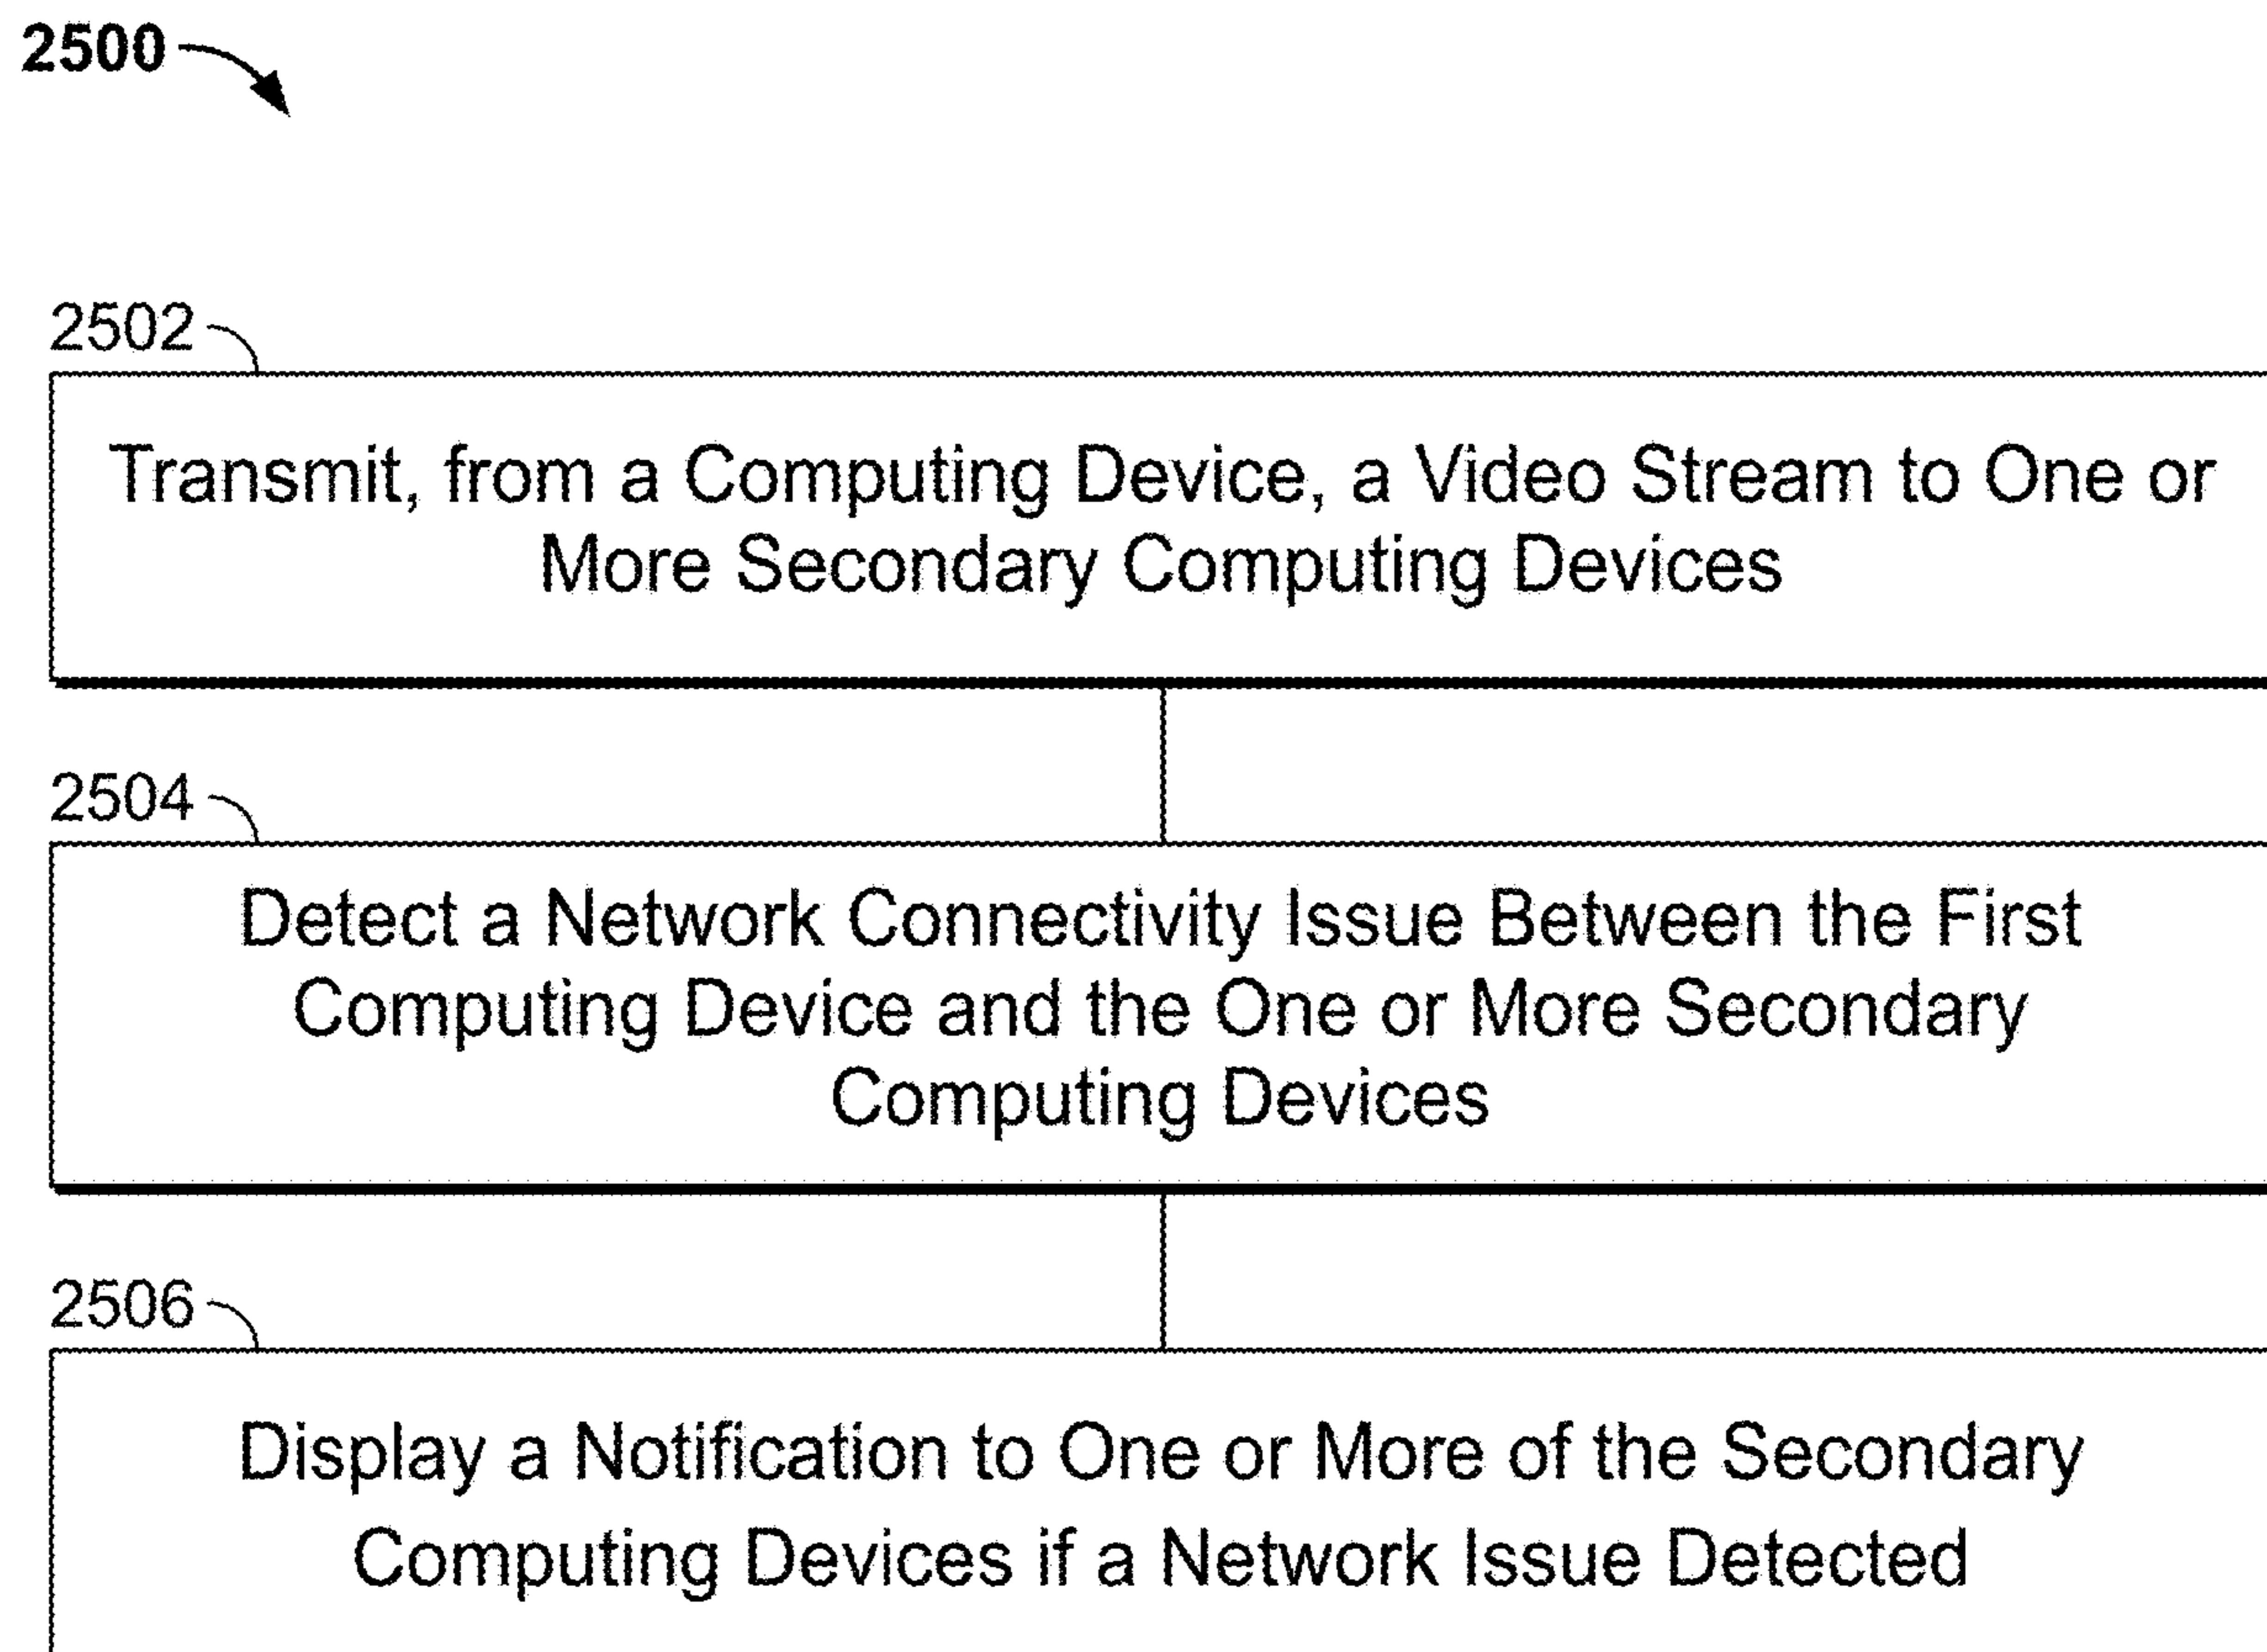 2500
2502
Transmit, from a Computing Device, a Video Stream to One or
More Secondary Computing Devices
2504
Detect a Network Connectivity Issue Between the First
Computing Device and the One or More Secondary
Computing Devices
2506
Display a Notification to One or More of the Secondary
Computing Devices if a Network Issue Detected